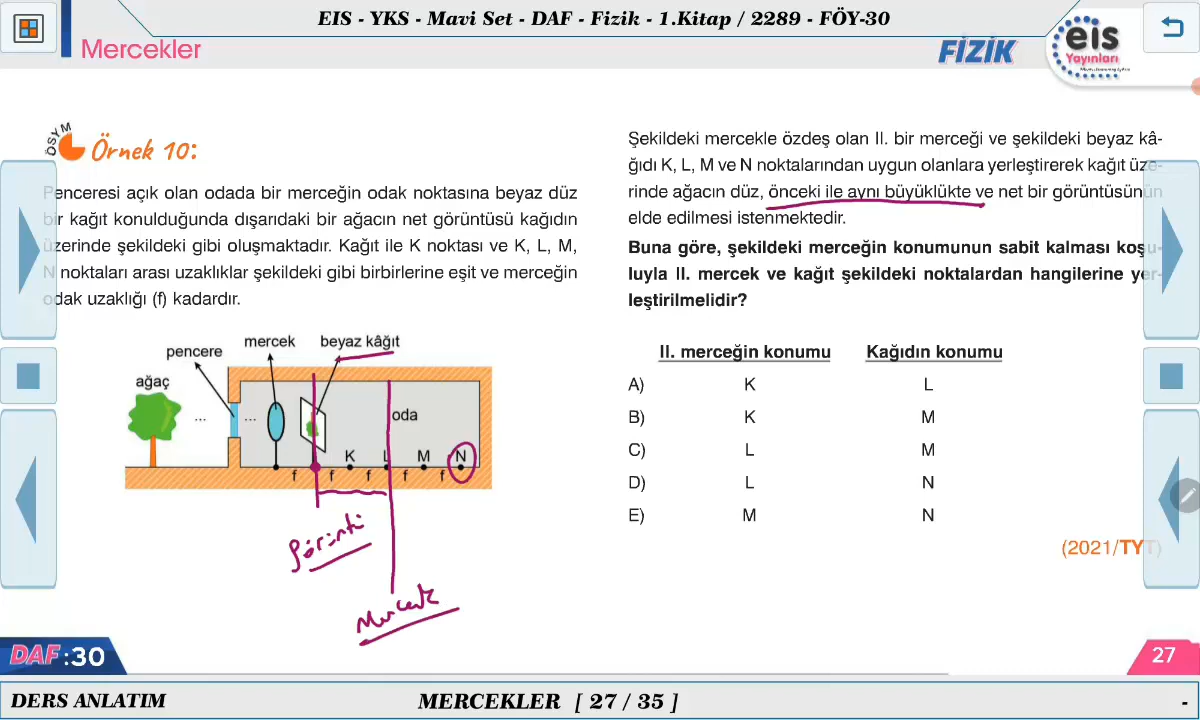 EIS - YKS - Mavi Set - DAF - Fizik - 1.Kitap / 2289 - FÖY-30
Mercekler
FİZİK
eis
Yayınları
ÖSYM
Örnek 10:
Penceresi açık olan odada bir merceğin odak noktasına beyaz düz
bir kağıt konulduğunda dışarıdaki bir ağacın net görüntüsü kağıdın
üzerinde şekildeki gibi oluşmaktadır. Kağıt ile K noktası ve K, L, M,
N noktaları arası uzaklıklar şekildeki gibi birbirlerine eşit ve merceğin
odak uzaklığı (f) kadardır.
pencere
mercek
beyaz kâğıt
ağaç
...
...
oda
K
L
M
N
f
f
f
f
f
görüntü
Mercek
Şekildeki mercekle özdeş olan II. bir merceği ve şekildeki beyaz kâ-
ğıdı K, L, M ve N noktalarından uygun olanlara yerleştirerek kağıt üze-
rinde ağacın düz, önceki ile aynı büyüklükte ve net bir görüntüsünün
elde edilmesi istenmektedir.
Buna göre, şekildeki merceğin konumunun sabit kalması koşu-
luyla II. mercek ve kağıt şekildeki noktalardan hangilerine yer-
leştirilmelidir?
II. merceğin konumu Kağıdın konumu
A) K L
B) K M
C) L M
D) L N
E) M N
(2021/TYT)
DAF:30
27
DERS ANLATIM
MERCEKLER [ 27 / 35 ]
-